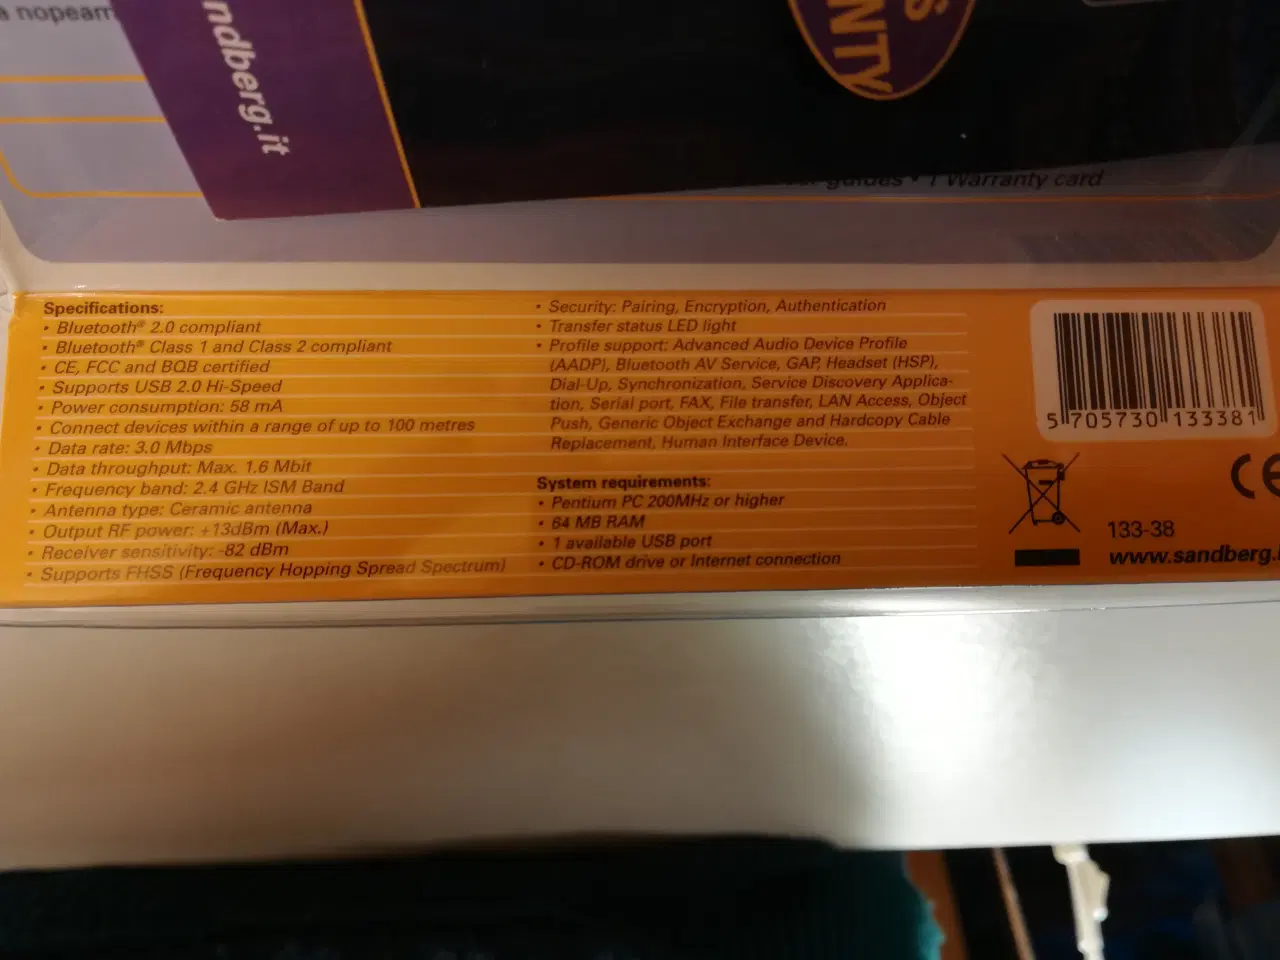 a nopeam
ndberg.it
S
NTY
guides • 1 Warranty card
Specifications:
• Bluetooth® 2.0 compliant
• Bluetooth® Class 1 and Class 2 compliant
• CE, FCC and BQB certified
• Supports USB 2.0 Hi-Speed
• Power consumption: 58 mA
• Connect devices within a range of up to 100 metres
• Data rate: 3.0 Mbps
• Data throughput: Max. 1.6 Mbit
• Frequency band: 2.4 GHz ISM Band
• Antenna type: Ceramic antenna
• Output RF power: +13dBm (Max.)
• Receiver sensitivity: -82 dBm
• Supports FHSS (Frequency Hopping Spread Spectrum)
• Security: Pairing, Encryption, Authentication
• Transfer status LED light
• Profile support: Advanced Audio Device Profile
(AADP), Bluetooth AV Service, GAP, Headset (HSP),
Dial-Up, Synchronization, Service Discovery Applica-
tion, Serial port, FAX, File transfer, LAN Access, Object
Push, Generic Object Exchange and Hardcopy Cable
Replacement, Human Interface Device.
System requirements:
• Pentium PC 200MHz or higher
• 64 MB RAM
• 1 available USB port
• CD-ROM drive or Internet connection
5 705730 133381
CE
133-38
www.sandberg.i